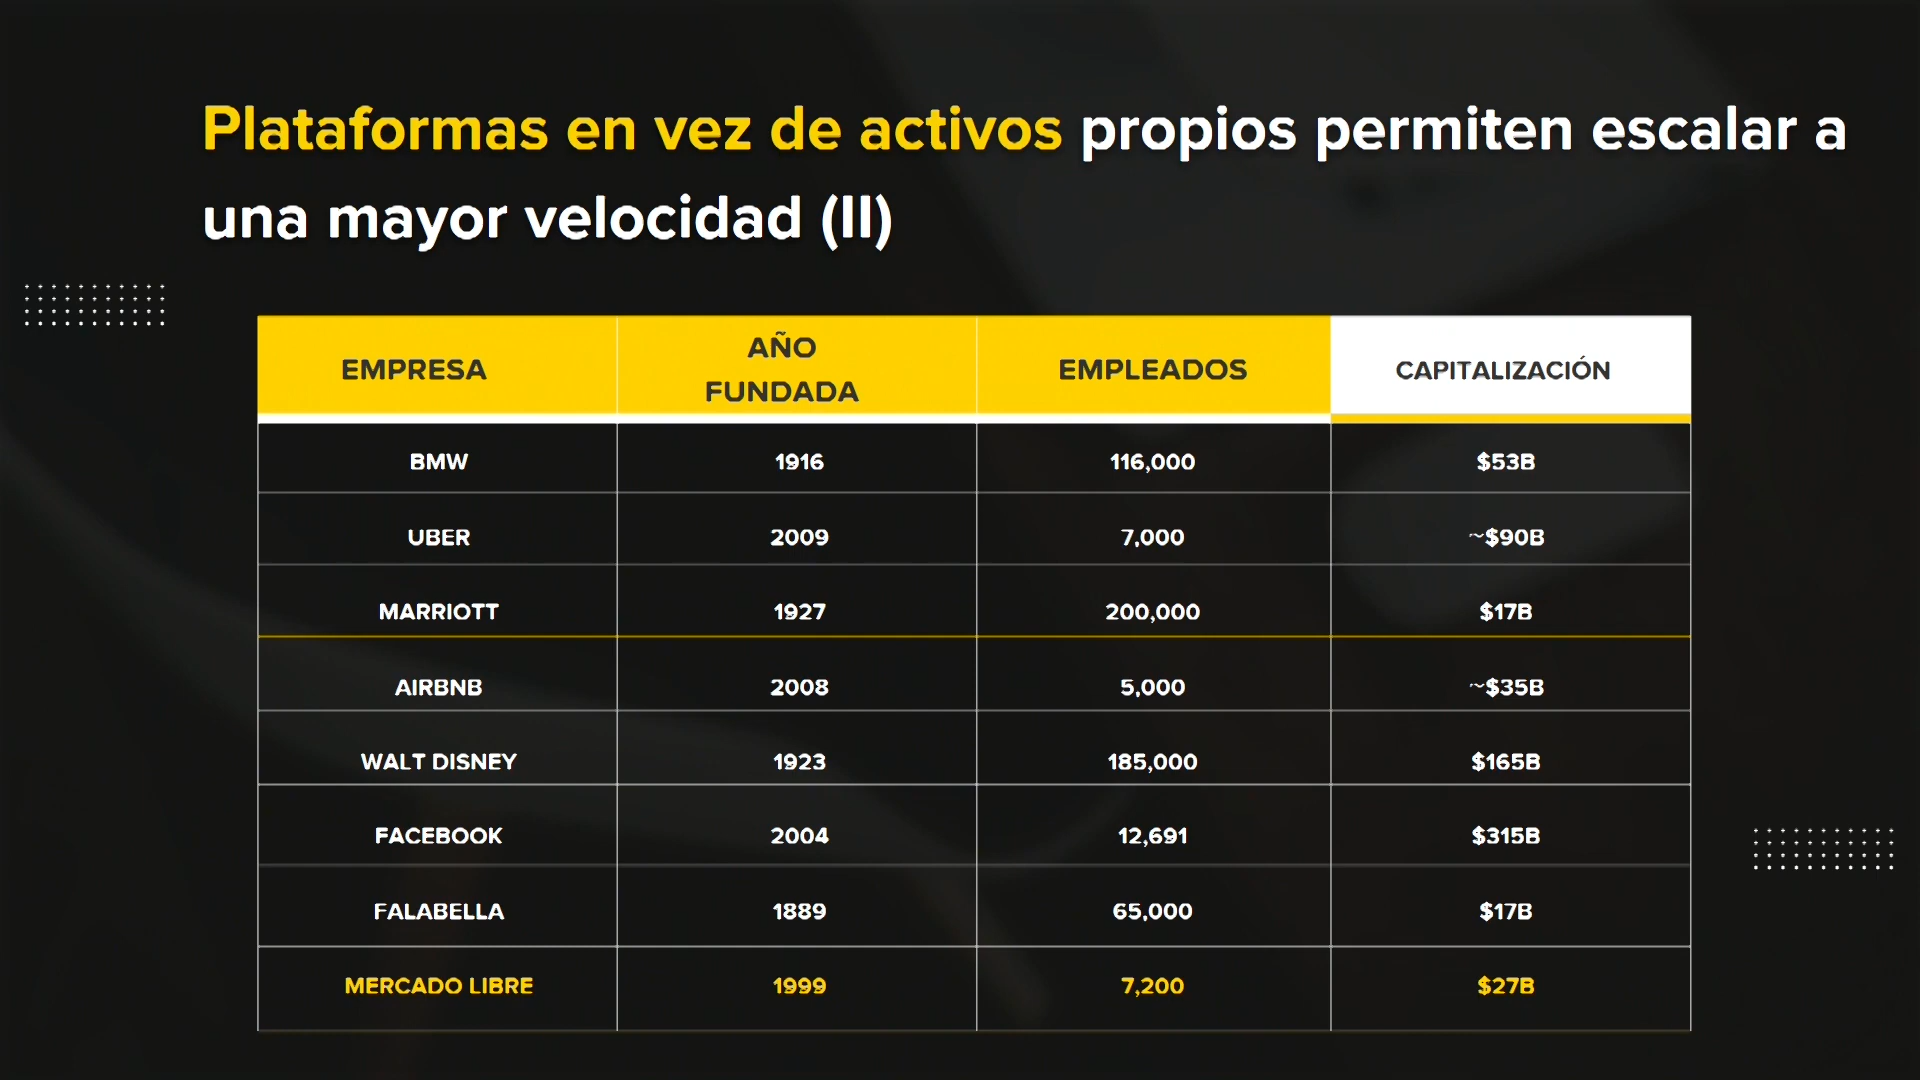 Plataformas en vez de activos propios permiten escalar a
una mayor velocidad (II)
EMPRESA AÑO FUNDADA EMPLEADOS CAPITALIZACIÓN
BMW 1916 116,000 $53B
UBER 2009 7,000 ~$90B
MARRIOTT 1927 200,000 $17B
AIRBNB 2008 5,000 ~$35B
WALT DISNEY 1923 185,000 $165B
FACEBOOK 2004 12,691 $315B
FALABELLA 1889 65,000 $17B
MERCADO LIBRE 1999 7,200 $27B